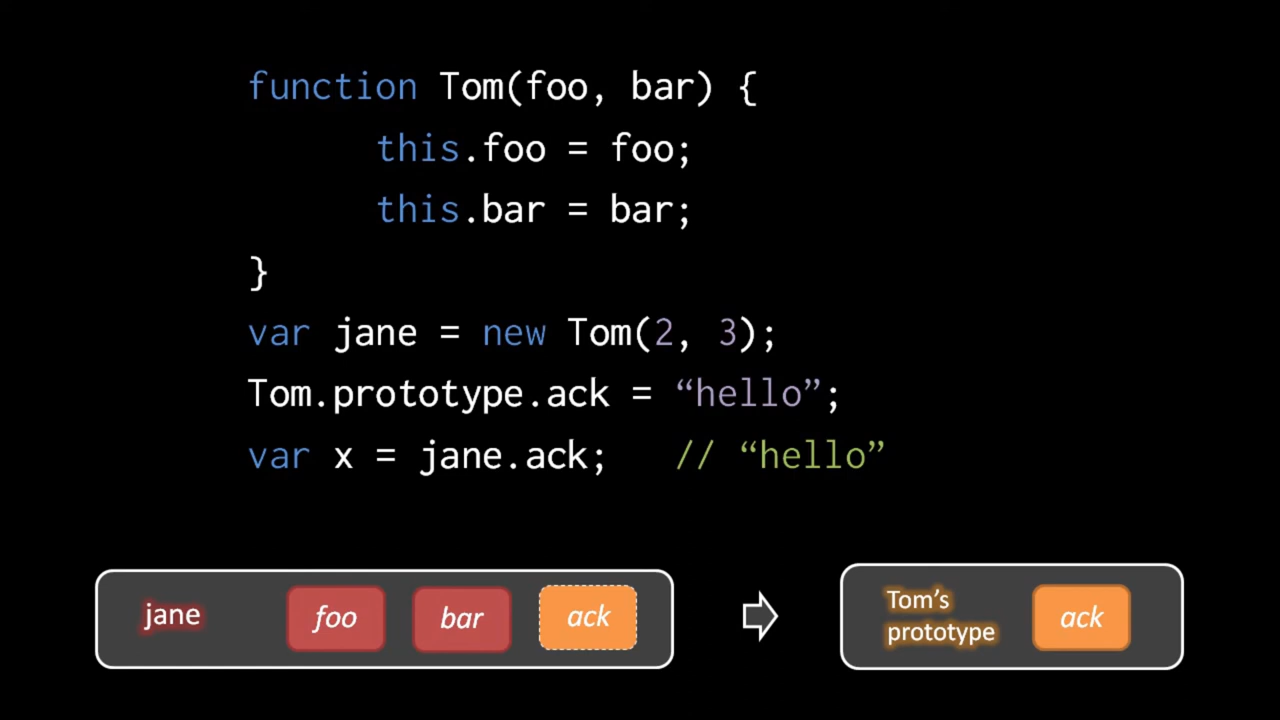 function Tom(foo, bar) {
this.foo = foo;
this.bar = bar;
}
var jane = new Tom(2, 3);
Tom.prototype.ack = “hello”;
var x = jane.ack;   // “hello”
jane foo bar ack
Tom’s
prototype
ack